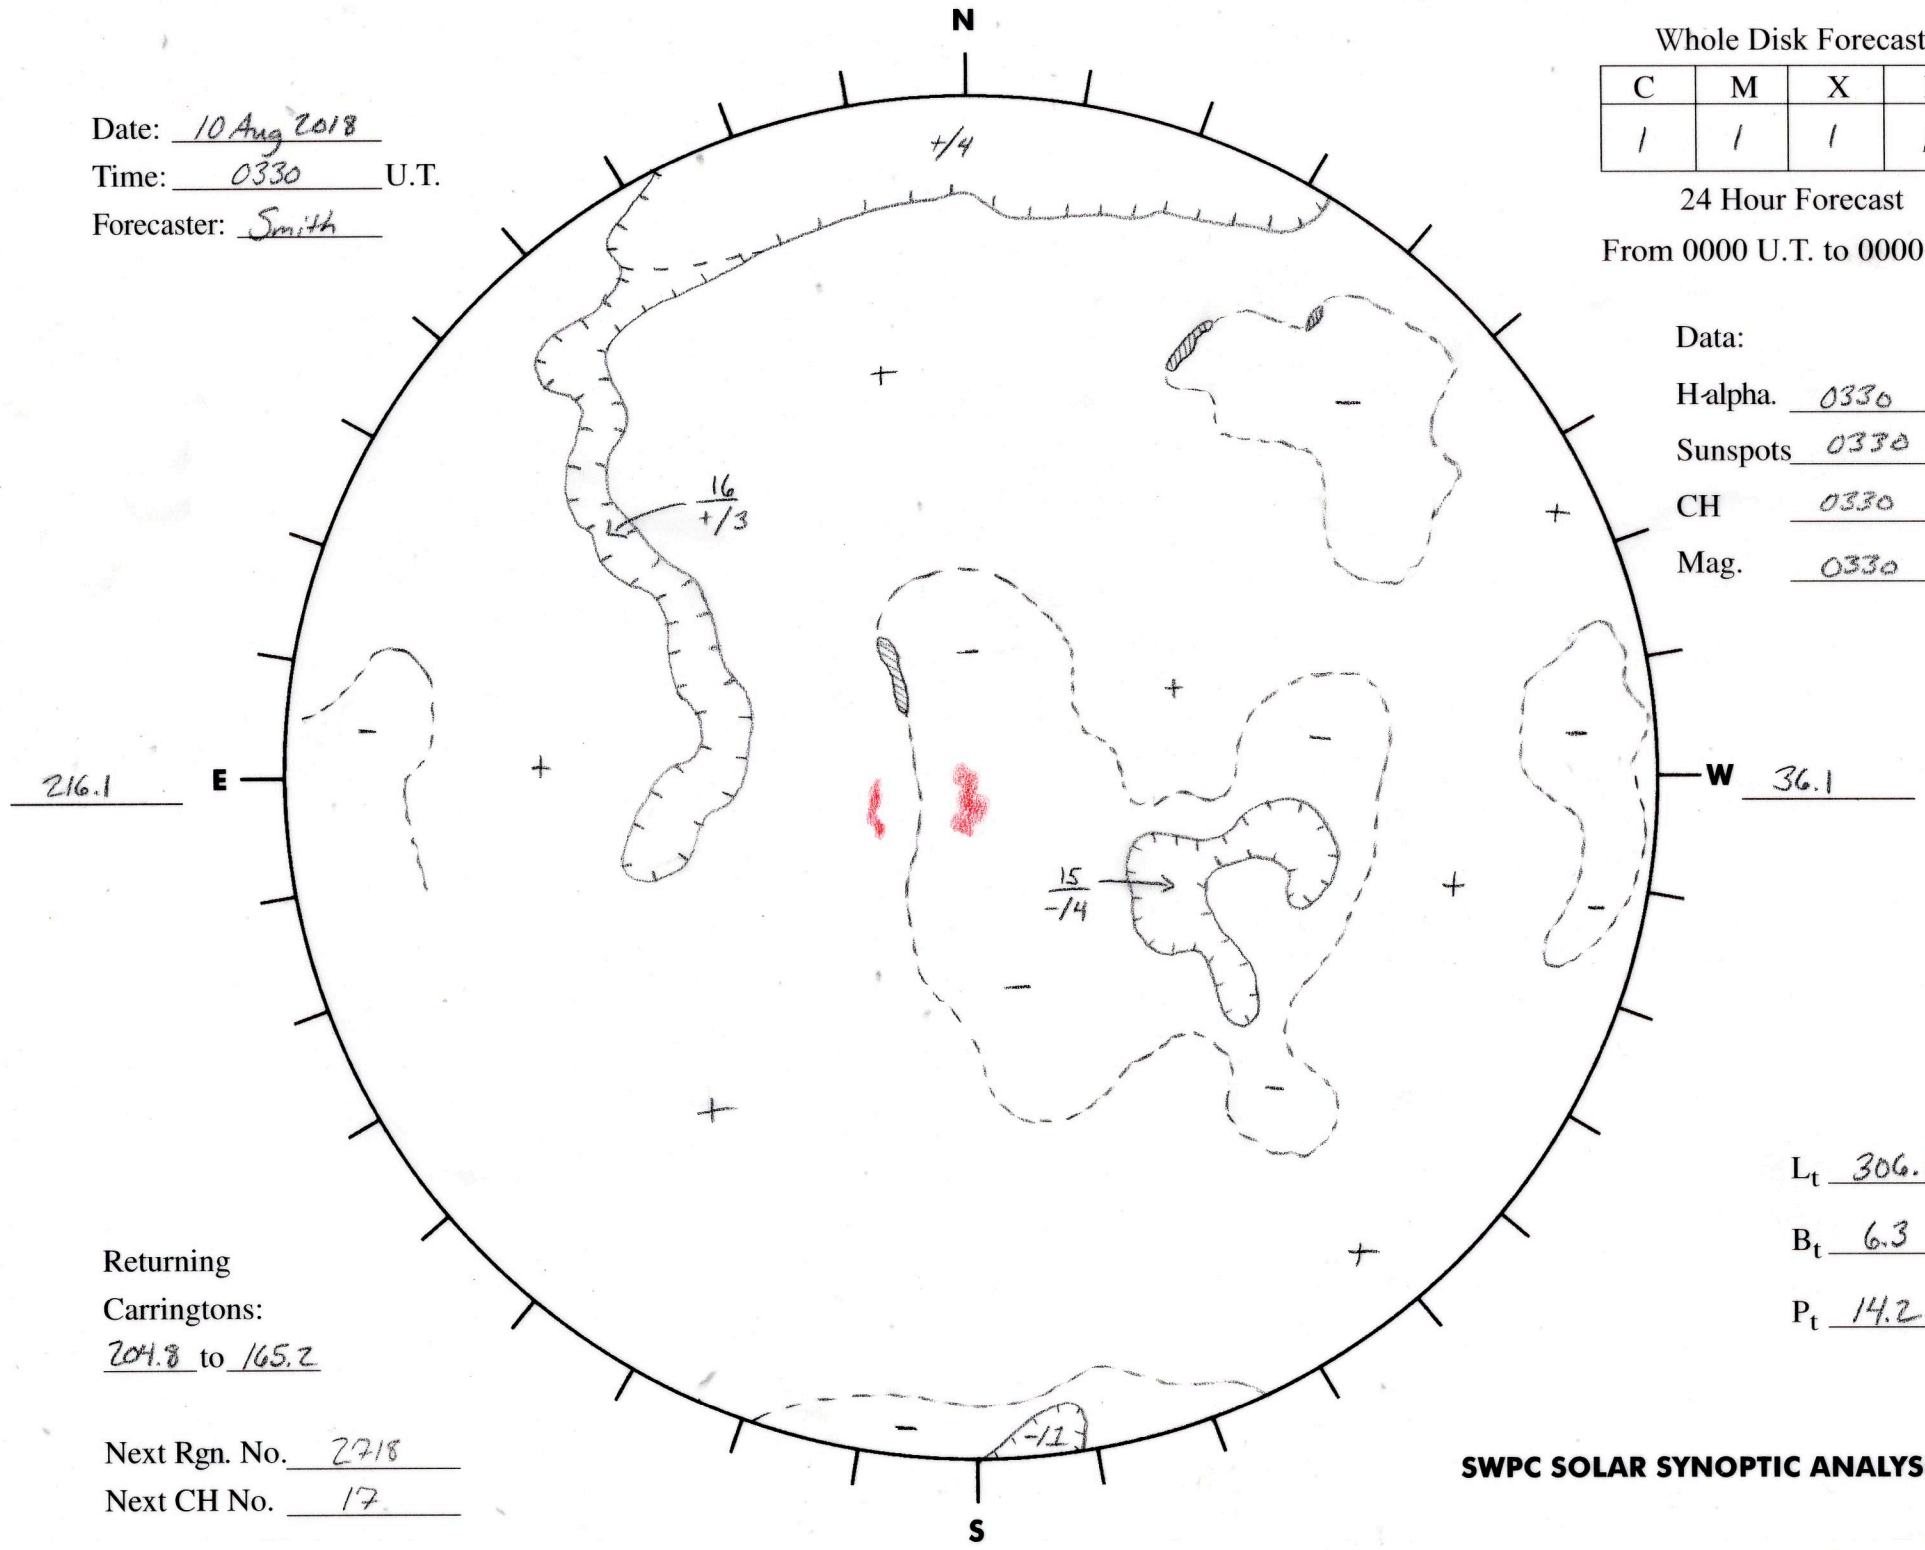 N
Whole Disk Forecast
C M X
1 1 1
24 Hour Forecast
From 0000 U.T. to 0000
Date: 10 Aug 2018
Time: 0330 U.T.
Forecaster: Smith
+/4
Data:
H-alpha. 0330
Sunspots 0330
CH 0330
Mag. 0330
16
+/3
216.1 E
W 36.1
15
-/4
Lt 306.
Bt 6.3
Pt 14.2
Returning
Carringtons:
204.8 to 165.2
Next Rgn. No. 2718
Next CH No. 17
-/1
SWPC SOLAR SYNOPTIC ANALYS
S